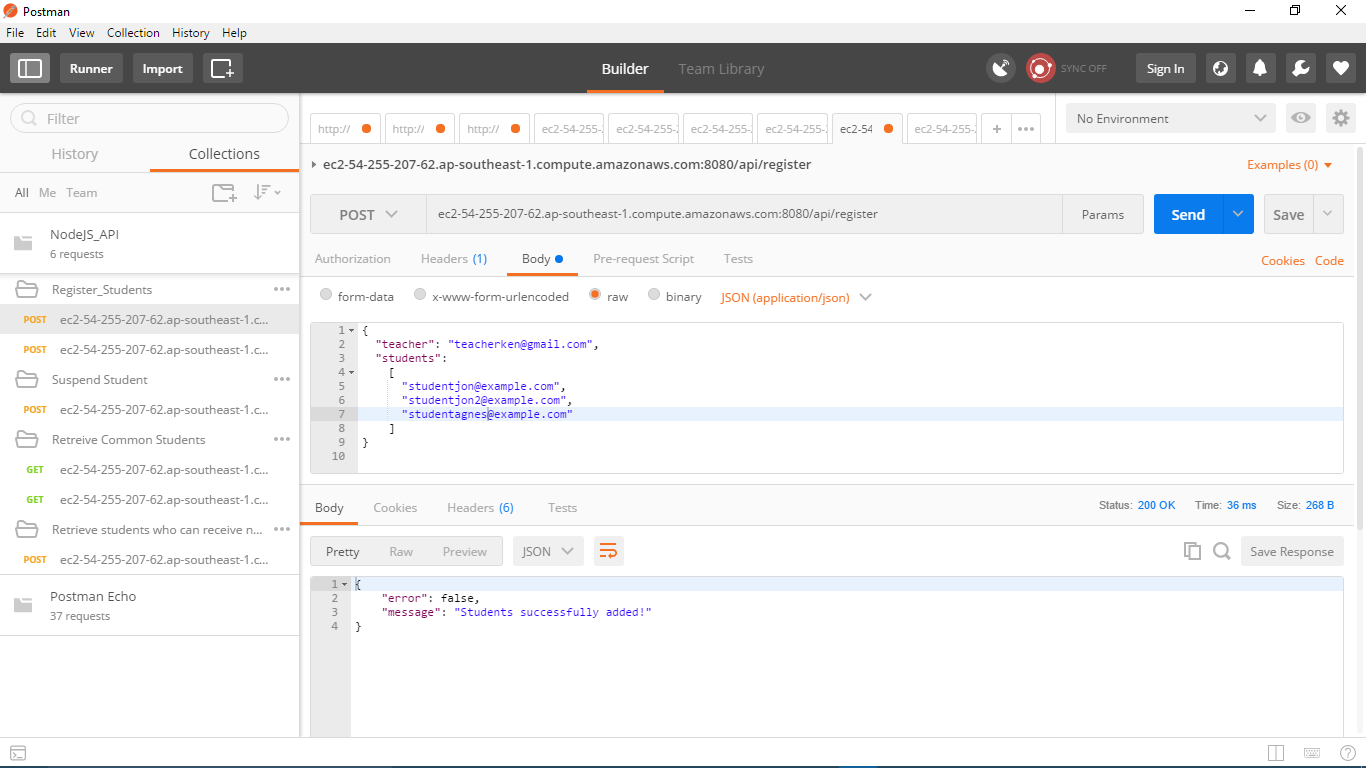 Postman
File Edit View Collection History Help
Runner Import Builder Team Library SYNC OFF Sign In
Filter
History Collections
All Me Team
NodeJS_API
6 requests
Register_Students
POST ec2-54-255-207-62.ap-southeast-1.c...
POST ec2-54-255-207-62.ap-southeast-1.c...
Suspend Student
POST ec2-54-255-207-62.ap-southeast-1.c...
Retreive Common Students
GET ec2-54-255-207-62.ap-southeast-1.c...
GET ec2-54-255-207-62.ap-southeast-1.c...
Retrieve students who can receive n...
POST ec2-54-255-207-62.ap-southeast-1.c...
Postman Echo
37 requests
http:// http:// http:// ec2-54-255-2 ec2-54-255-2 ec2-54-255-2 ec2-54-255-2 ec2-54 ec2-54-255-2 + •••
No Environment
ec2-54-255-207-62.ap-southeast-1.compute.amazonaws.com:8080/api/register
Examples (0)
POST ec2-54-255-207-62.ap-southeast-1.compute.amazonaws.com:8080/api/register Params Send Save
Authorization Headers (1) Body Pre-request Script Tests Cookies Code
form-data x-www-form-urlencoded raw binary JSON (application/json)
1 {
2 "teacher": "teacherken@gmail.com",
3 "students":
4 [
5 "studentjon@example.com",
6 "studentjon2@example.com",
7 "studentagnes@example.com"
8 ]
9 }
10
Body Cookies Headers (6) Tests Status: 200 OK Time: 36 ms Size: 268 B
Pretty Raw Preview JSON Save Response
1 {
2 "error": false,
3 "message": "Students successfully added!"
4 }